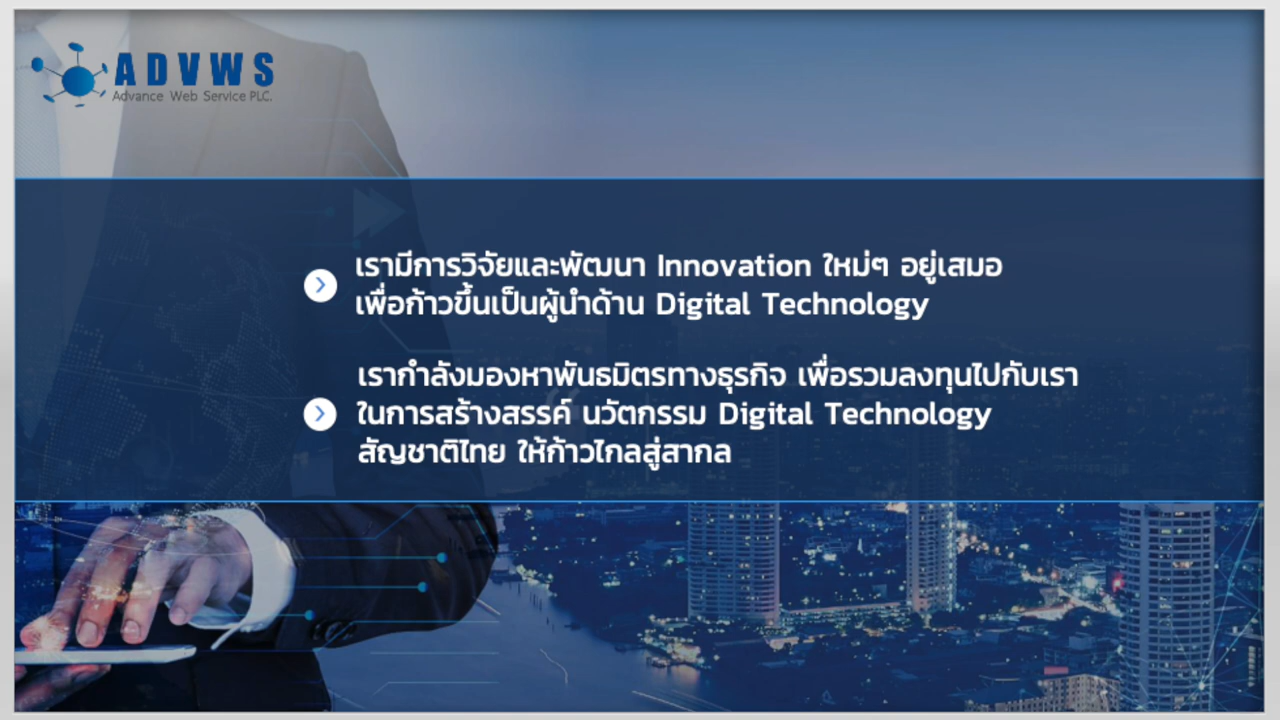 ADVWS
Advance Web Service PLC.
เรามีการวิจัยและพัฒนา Innovation ใหม่ๆ อยู่เสมอ
เพื่อก้าวขึ้นเป็นผู้นำด้าน Digital Technology
เรากำลังมองหาพันธมิตรทางธุรกิจ เพื่อรวมลงทุนไปกับเรา
ในการสร้างสรรค์ นวัตกรรม Digital Technology
สัญชาติไทย ให้ก้าวไกลสู่สากล